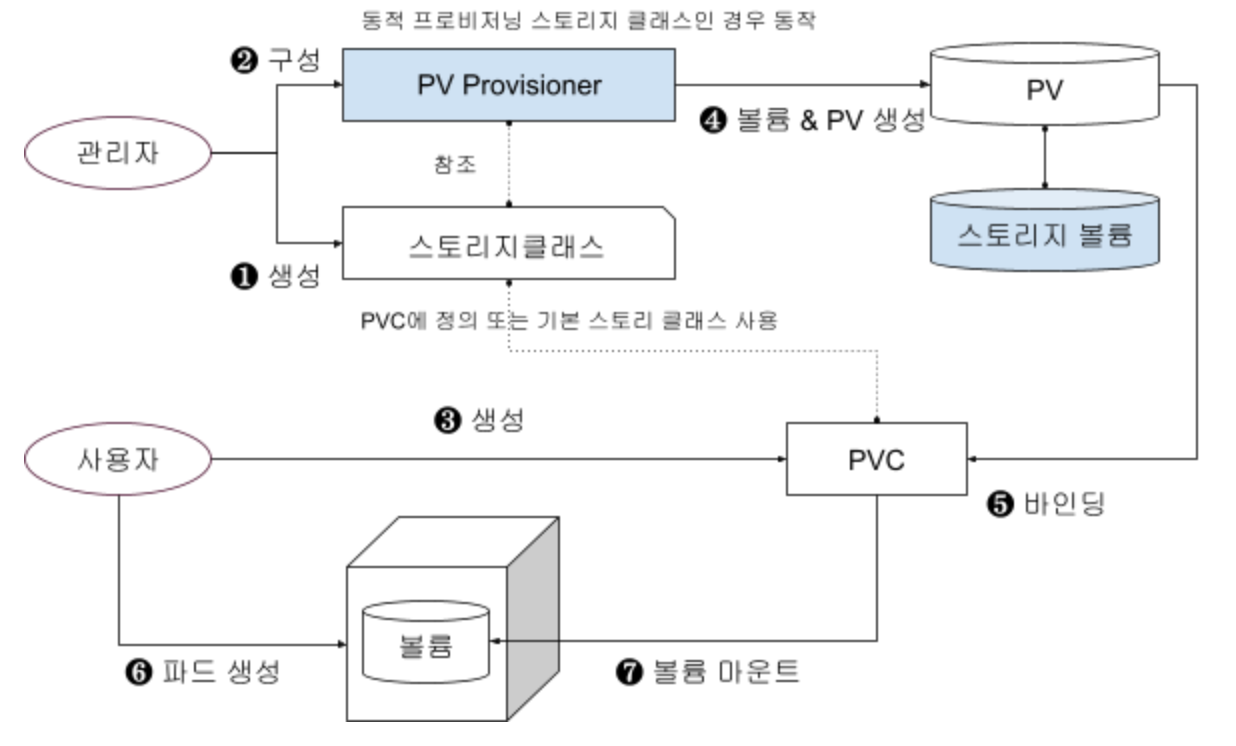 동적 프로비저닝 스토리지 클래스인 경우 동작
❷ 구성
PV Provisioner
PV
❹ 볼륨 & PV 생성
관리자
참조
스토리지클래스
스토리지 볼륨
❶ 생성
PVC에 정의 또는 기본 스토리 클래스 사용
❸ 생성
사용자
PVC
❺ 바인딩
볼륨
❻ 파드 생성
❼ 볼륨 마운트